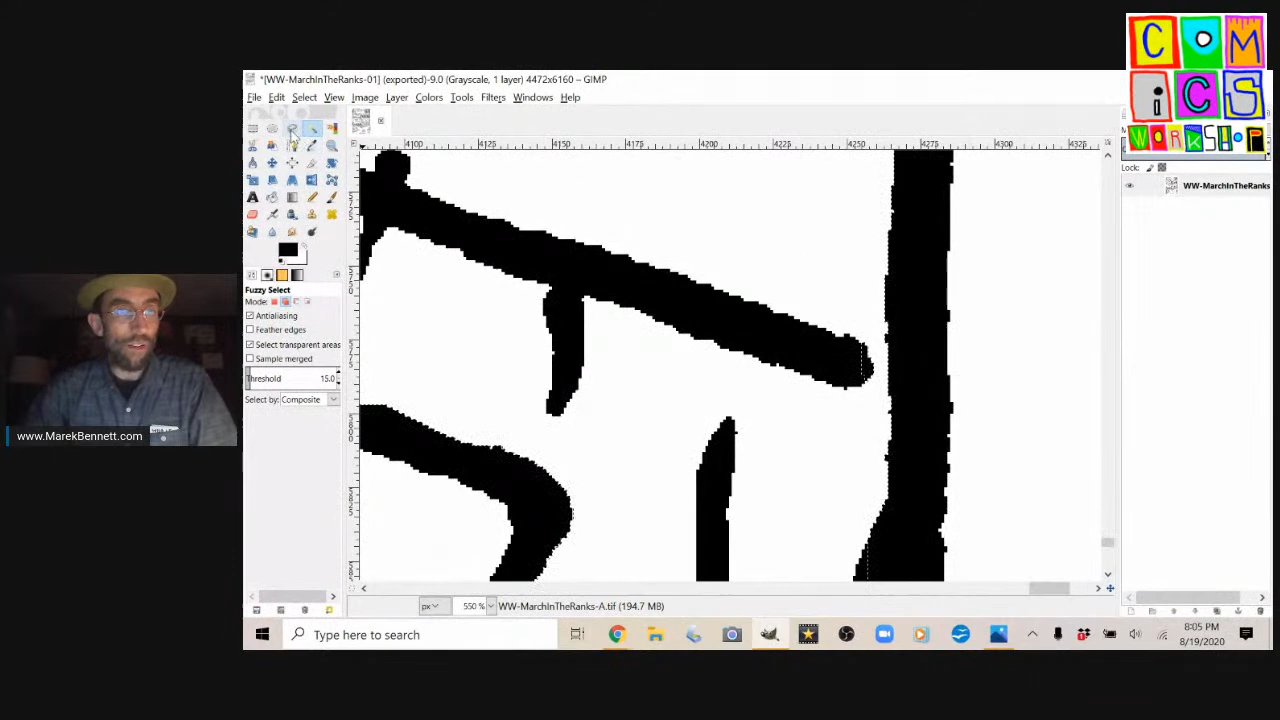 COM
iCS
WORKSHOP
*[WW-MarchInTheRanks-01] (exported)-9.0 (Grayscale, 1 layer) 4472x6160 – GIMP
File Edit Select View Image Layer Colors Tools Filters Windows Help
4100 4125 4150 4175 4200 4225 4250 4275 4300 4325
Lock:
WW-MarchInTheRanks
Fuzzy Select
Mode:
Antialiasing
Feather edges
Select transparent areas
Sample merged
Threshold 15.0
Select by: Composite
www.MarekBennett.com
px 550 % WW-MarchInTheRanks-A.tif (194.7 MB)
Type here to search
8:05 PM
8/19/2020